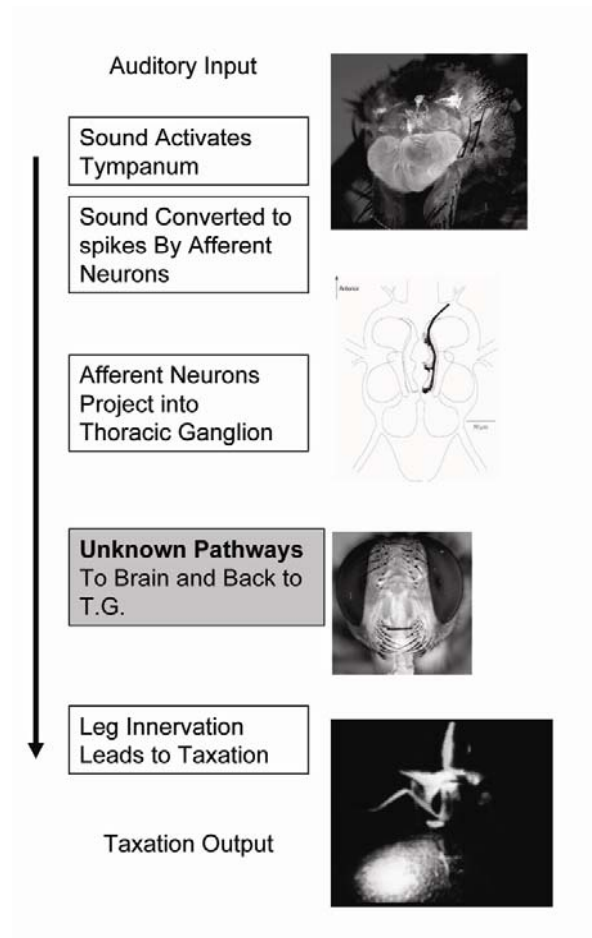 Auditory Input
Sound Activates
Tympanum
Sound Converted to
spikes By Afferent
Neurons
Afferent Neurons
Project into
Thoracic Ganglion
Unknown Pathways
To Brain and Back to
T.G.
Leg Innervation
Leads to Taxation
Taxation Output